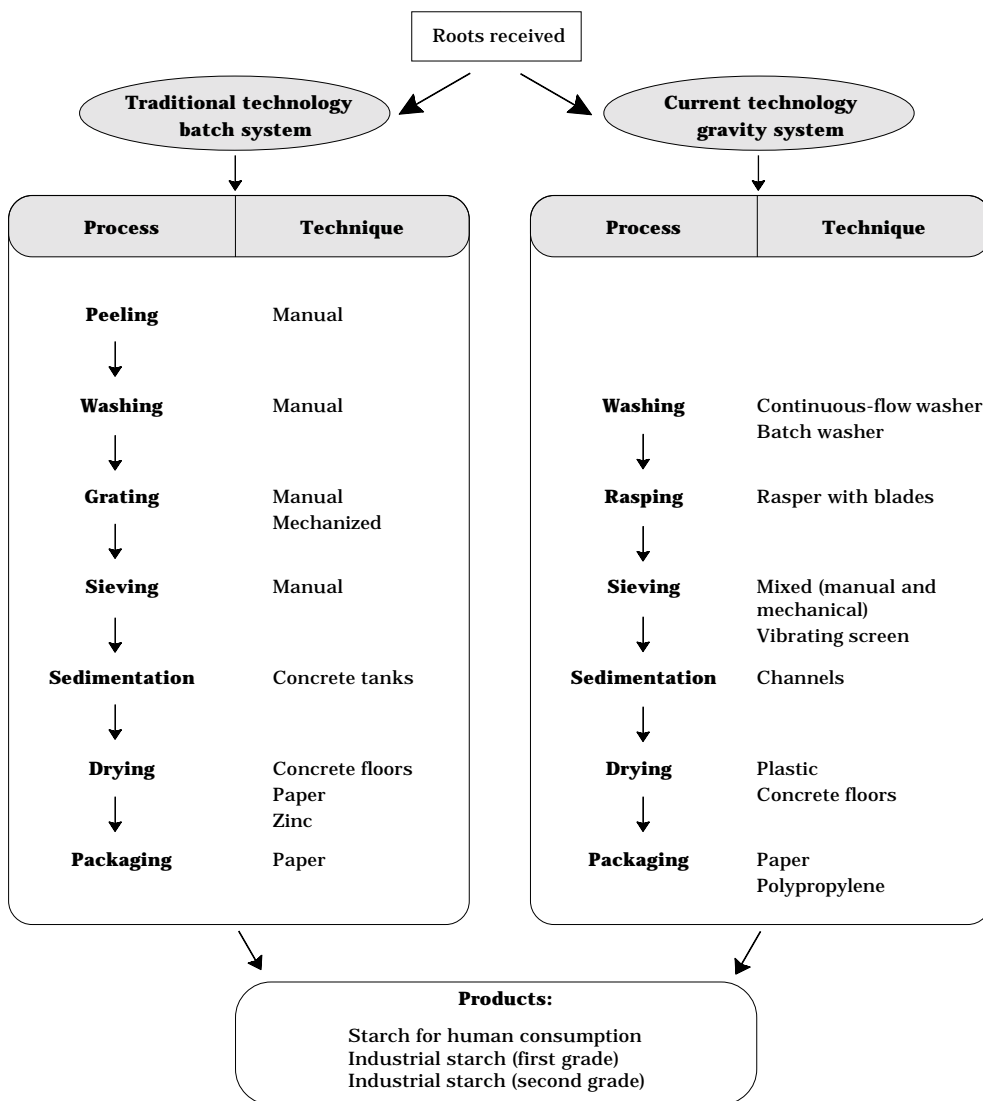 Roots received
Traditional technology
batch system
Current technology
gravity system
Process
Technique
Peeling
Manual
Washing
Manual
Grating
Manual
Mechanized
Sieving
Manual
Sedimentation
Concrete tanks
Drying
Concrete floors
Paper
Zinc
Packaging
Paper
Process
Technique
Washing
Continuous-flow washer
Batch washer
Rasping
Rasper with blades
Sieving
Mixed (manual and
mechanical)
Vibrating screen
Sedimentation
Channels
Drying
Plastic
Concrete floors
Packaging
Paper
Polypropylene
Products:
Starch for human consumption
Industrial starch (first grade)
Industrial starch (second grade)